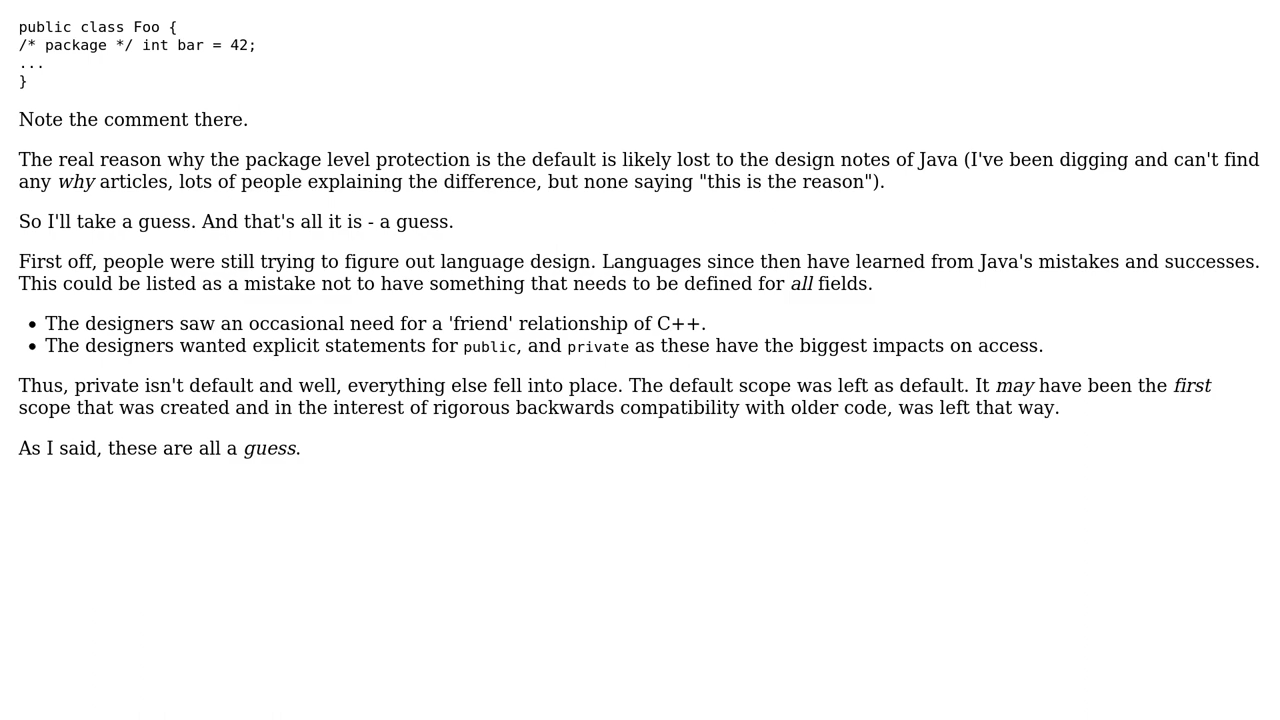 public class Foo {
/* package */ int bar = 42;
...
}
Note the comment there.
The real reason why the package level protection is the default is likely lost to the design notes of Java (I've been digging and can't find
any why articles, lots of people explaining the difference, but none saying "this is the reason").
So I'll take a guess. And that's all it is - a guess.
First off, people were still trying to figure out language design. Languages since then have learned from Java's mistakes and successes.
This could be listed as a mistake not to have something that needs to be defined for all fields.
• The designers saw an occasional need for a 'friend' relationship of C++.
• The designers wanted explicit statements for public, and private as these have the biggest impacts on access.
Thus, private isn't default and well, everything else fell into place. The default scope was left as default. It may have been the first
scope that was created and in the interest of rigorous backwards compatibility with older code, was left that way.
As I said, these are all a guess.